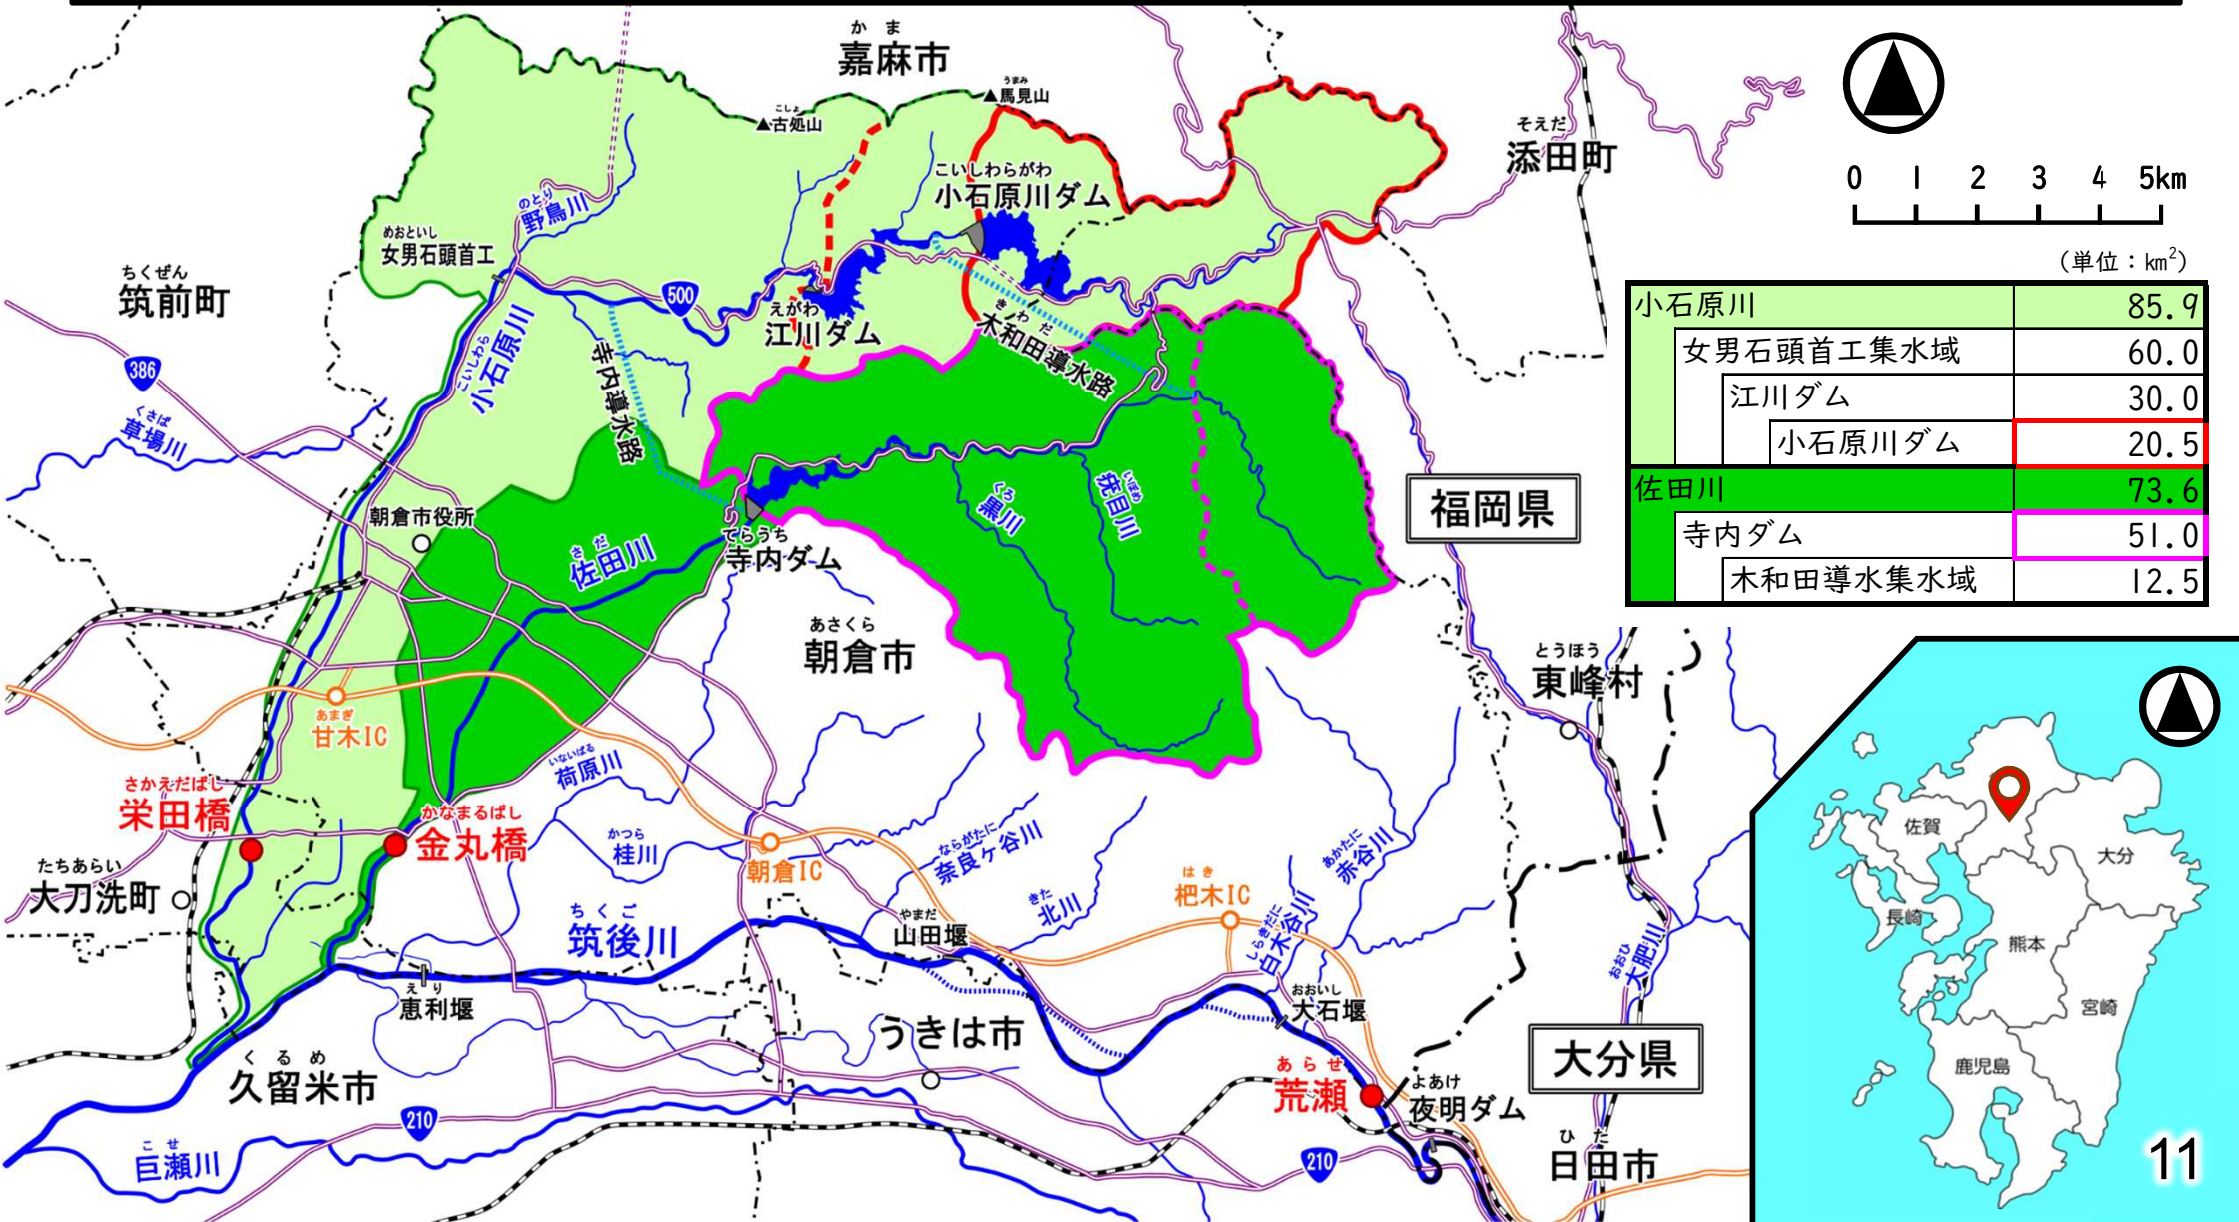 かま
嘉麻市
うまみ
▲馬見山
こしょ
▲古処山
そえだ
添田町
0 1 2 3 4 5km
こいしわらがわ
小石原川ダム
のとり
野鳥川
めおといし
女男石頭首工
ちくぜん
筑前町
500
えがわ
江川ダム
きわだ
木和田導水路
こいしわら
小石原川
寺内導水路
386
くさば
草場川
(単位：km²)
小石原川 85.9
女男石頭首工集水域 60.0
江川ダム 30.0
小石原川ダム 20.5
佐田川 73.6
寺内ダム 51.0
木和田導水集水域 12.5
朝倉市役所
さだ
佐田川
てらうち
寺内ダム
くろ
黒川
いぼめ
疣目川
福岡県
あさくら
朝倉市
とうほう
東峰村
あまぎ
甘木IC
いないばる
荷原川
さかえだばし
栄田橋
かなまるばし
金丸橋
かつら
桂川
朝倉IC
ならがたに
奈良ヶ谷川
あかたに
赤谷川
たちあらい
大刀洗町
ちくご
筑後川
やまだ
山田堰
きた
北川
はき
杷木IC
しらきだに
白木谷川
おおひ
大肥川
えり
恵利堰
おおいし
大石堰
うきは市
くるめ
久留米市
あらせ
荒瀬
よあけ
夜明ダム
大分県
210
こせ
巨瀬川
210
ひた
日田市
佐賀
大分
長崎
熊本
宮崎
鹿児島
11